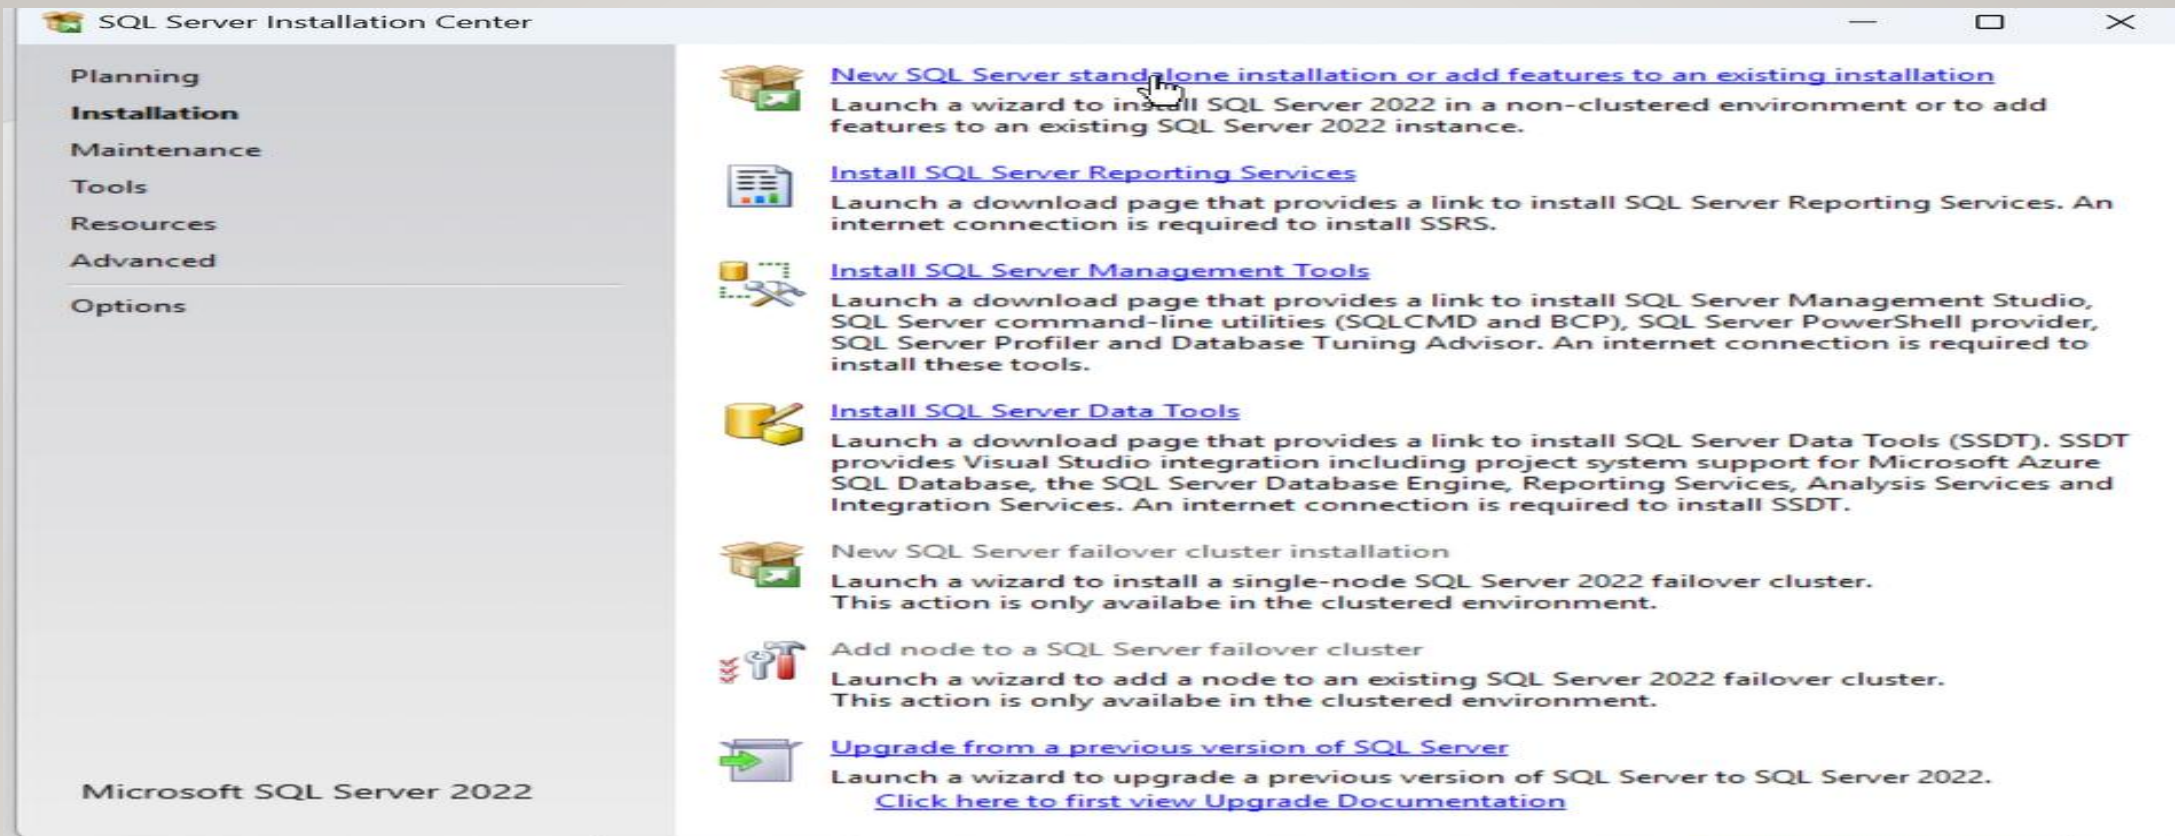 SQL Server Installation Center
Planning
Installation
Maintenance
Tools
Resources
Advanced
Options
Microsoft SQL Server 2022
New SQL Server standalone installation or add features to an existing installation
Launch a wizard to install SQL Server 2022 in a non-clustered environment or to add
features to an existing SQL Server 2022 instance.
Install SQL Server Reporting Services
Launch a download page that provides a link to install SQL Server Reporting Services. An
internet connection is required to install SSRS.
Install SQL Server Management Tools
Launch a download page that provides a link to install SQL Server Management Studio,
SQL Server command-line utilities (SQLCMD and BCP), SQL Server PowerShell provider,
SQL Server Profiler and Database Tuning Advisor. An internet connection is required to
install these tools.
Install SQL Server Data Tools
Launch a download page that provides a link to install SQL Server Data Tools (SSDT). SSDT
provides Visual Studio integration including project system support for Microsoft Azure
SQL Database, the SQL Server Database Engine, Reporting Services, Analysis Services and
Integration Services. An internet connection is required to install SSDT.
New SQL Server failover cluster installation
Launch a wizard to install a single-node SQL Server 2022 failover cluster.
This action is only availabe in the clustered environment.
Add node to a SQL Server failover cluster
Launch a wizard to add a node to an existing SQL Server 2022 failover cluster.
This action is only availabe in the clustered environment.
Upgrade from a previous version of SQL Server
Launch a wizard to upgrade a previous version of SQL Server to SQL Server 2022.
Click here to first view Upgrade Documentation